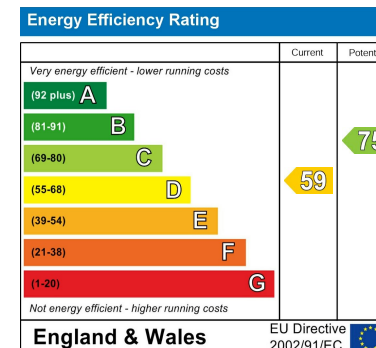 Energy Efficiency Rating
Current Potent
Very energy efficient - lower running costs
(92 plus) A
(81-91) B
(69-80) C
75
(55-68) D
59
(39-54) E
(21-38) F
(1-20) G
Not energy efficient - higher running costs
England & Wales
EU Directive
2002/91/EC